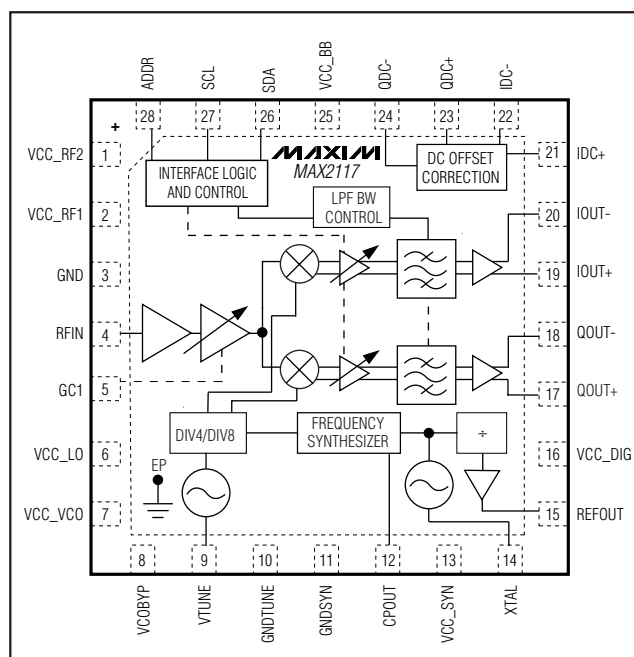 ADDR
SCL
SDA
VCC_BB
QDC-
QDC+
IDC-
28
27
26
25
24
23
22
+
VCC_RF2
1
VCC_RF1
2
GND
3
RFIN
4
GC1
5
VCC_LO
6
VCC_VCO
7
MAXIM
MAX2117
INTERFACE LOGIC
AND CONTROL
LPF BW
CONTROL
DC OFFSET
CORRECTION
DIV4/DIV8
FREQUENCY
SYNTHESIZER
÷
EP
21
IDC+
20
IOUT-
19
IOUT+
18
QOUT-
17
QOUT+
16
VCC_DIG
15
REFOUT
8
9
10
11
12
13
14
VCOBYP
VTUNE
GNDTUNE
GNDSYN
CPOUT
VCC_SYN
XTAL